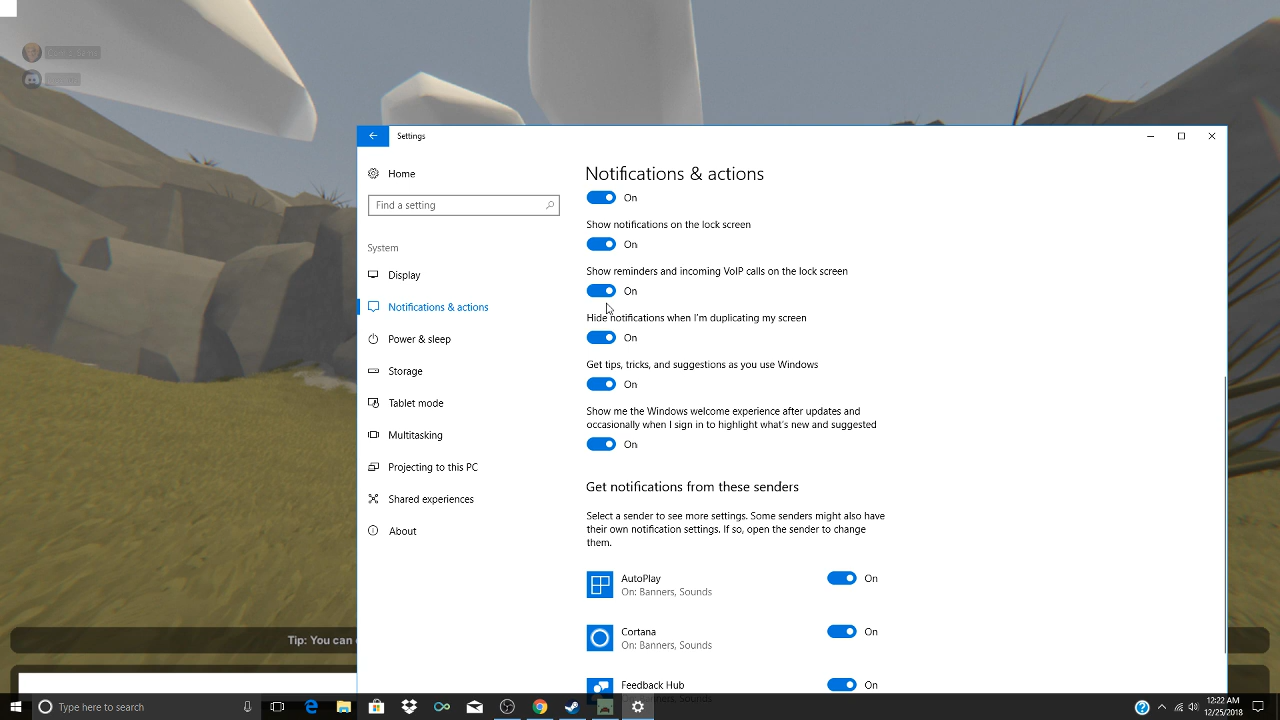 Settings
Home
Find a setting
System
Display
Notifications & actions
Power & sleep
Storage
Tablet mode
Multitasking
Projecting to this PC
Shared experiences
About
Notifications & actions
On
Show notifications on the lock screen
On
Show reminders and incoming VoIP calls on the lock screen
On
Hide notifications when I'm duplicating my screen
On
Get tips, tricks, and suggestions as you use Windows
On
Show me the Windows welcome experience after updates and
occasionally when I sign in to highlight what's new and suggested
On
Get notifications from these senders
Select a sender to see more settings. Some senders might also have
their own notification settings. If so, open the sender to change
them.
AutoPlay
On: Banners, Sounds
On
Cortana
On: Banners, Sounds
On
Feedback Hub
On
Tip: You can
Type here to search
12:22 AM
12/25/2018